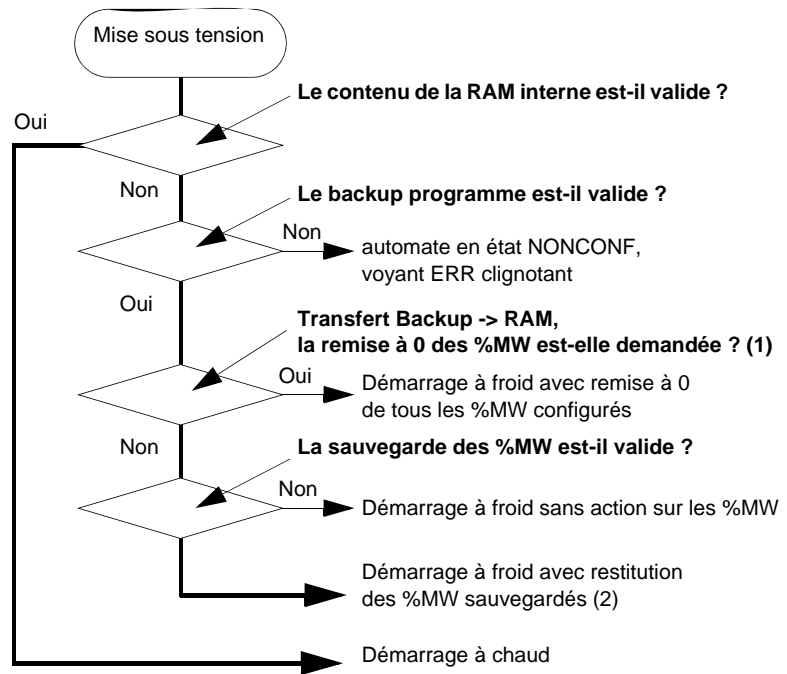 Mise sous tension
Le contenu de la RAM interne est-il valide ?
Oui
Non
Le backup programme est-il valide ?
Non
automate en état NONCONF,
voyant ERR clignotant
Oui
Transfert Backup -> RAM,
la remise à 0 des %MW est-elle demandée ? (1)
Oui
Démarrage à froid avec remise à 0
de tous les %MW configurés
Non
La sauvegarde des %MW est-il valide ?
Non
Démarrage à froid sans action sur les %MW
Démarrage à froid avec restitution
des %MW sauvegardés (2)
Démarrage à chaud